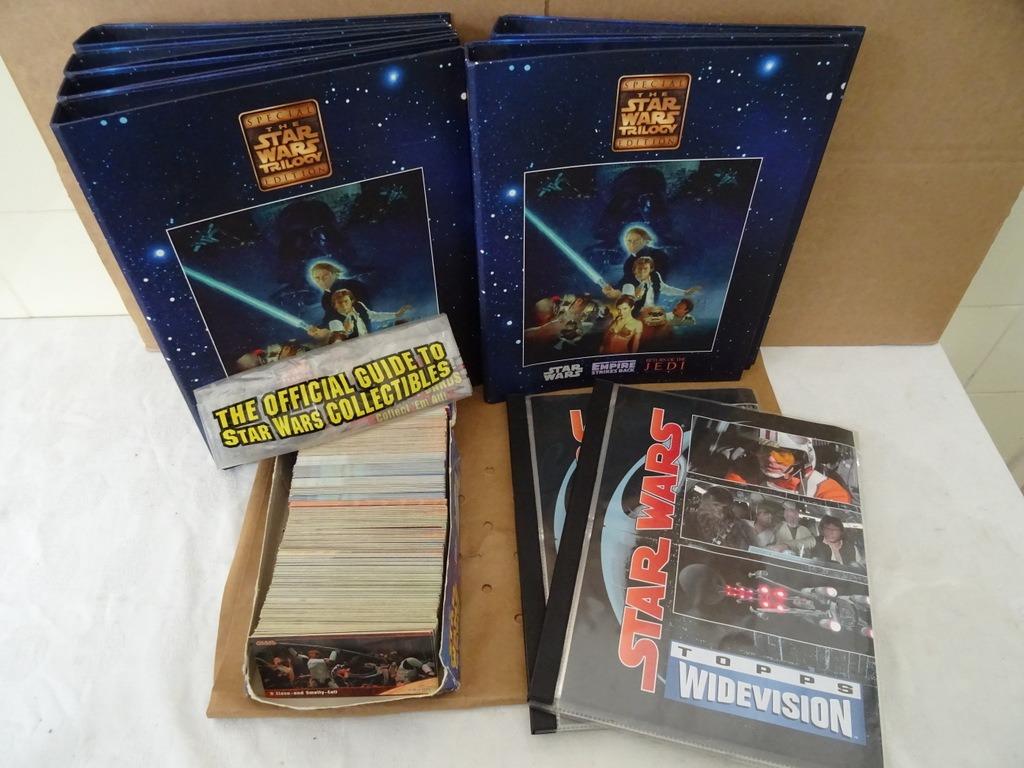 SPECIAL
THE
STAR
WARS
TRILOGY
EDITION
SPECIAL
THE
STAR
WARS
TRILOGY
EDITION
STAR
WARS
EMPIRE
STRIKES BACK
RETURN OF THE
JEDI
THE OFFICIAL GUIDE TO
STAR WARS COLLECTIBLES
Collect 'Em All!
STAR WARS
TOPPS
WIDEVISION